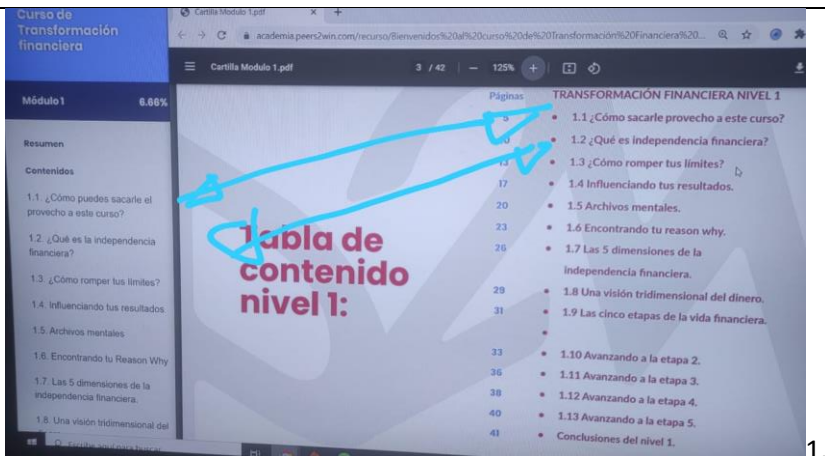 Curso de
Transformación
financiera
Módulo 1 6.66%
Resumen
Contenidos
1.1. ¿Cómo puedes sacarle el
provecho a este curso?
1.2. ¿Qué es la independencia
financiera?
1.3. ¿Cómo romper tus límites?
1.4. Influenciando tus resultados
1.5. Archivos mentales
1.6. Encontrando tu Reason Why
1.7. Las 5 dimensiones de la
independencia financiera.
1.8. Una visión tridimensional del
Escribe aquí para buscar
Cartilla Modulo 1.pdf
academia.peers2win.com/recurso/Bienvenidos%20al%20curso%20de%20Transformación%20Financiera%20...
Cartilla Modulo 1.pdf 3 / 42 125%
Tabla de
contenido
nivel 1:
Páginas TRANSFORMACIÓN FINANCIERA NIVEL 1
5 • 1.1 ¿Cómo sacarle provecho a este curso?
• 1.2 ¿Qué es independencia financiera?
13 • 1.3 ¿Cómo romper tus límites?
17 • 1.4 Influenciando tus resultados.
20 • 1.5 Archivos mentales.
23 • 1.6 Encontrando tu reason why.
26 • 1.7 Las 5 dimensiones de la
independencia financiera.
29 • 1.8 Una visión tridimensional del dinero.
31 • 1.9 Las cinco etapas de la vida financiera.
•
33 • 1.10 Avanzando a la etapa 2.
36 • 1.11 Avanzando a la etapa 3.
38 • 1.12 Avanzando a la etapa 4.
40 • 1.13 Avanzando a la etapa 5.
41 • Conclusiones del nivel 1.
1.